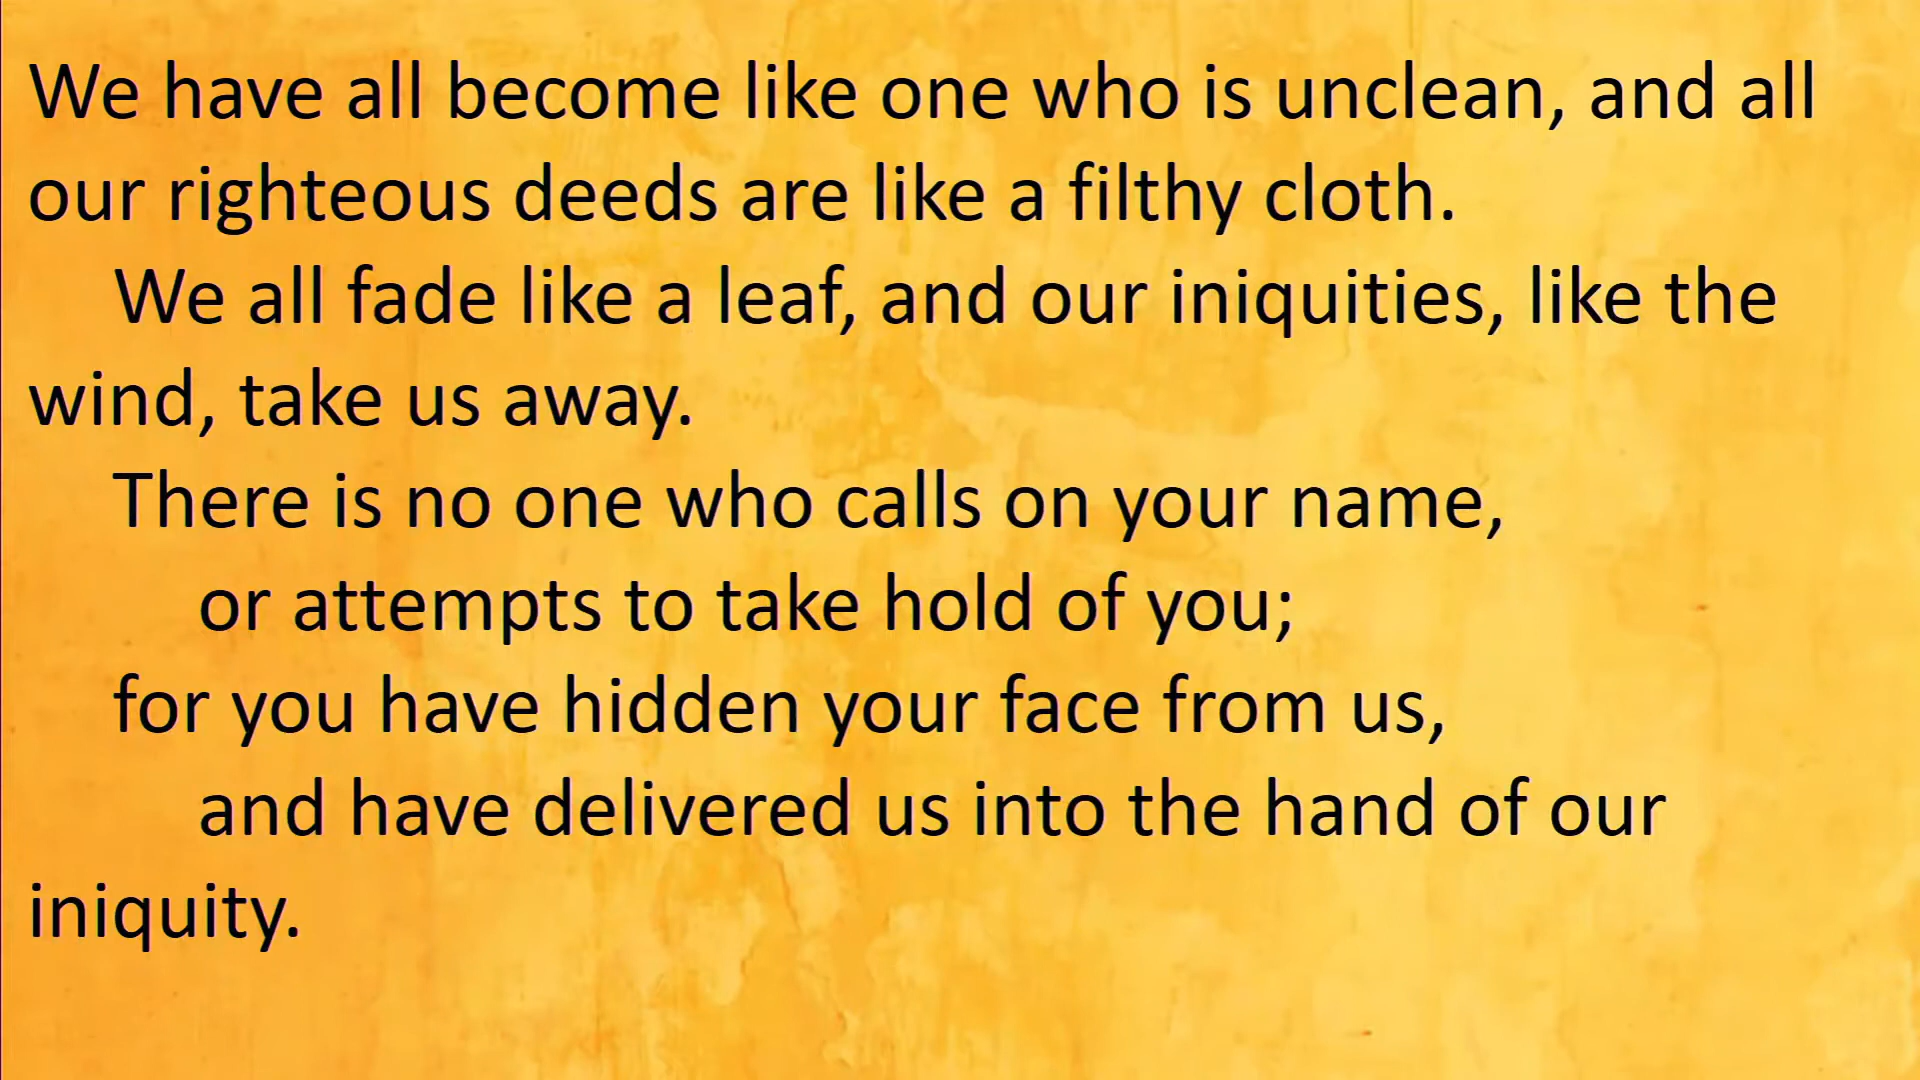 We have all become like one who is unclean, and all
our righteous deeds are like a filthy cloth.
We all fade like a leaf, and our iniquities, like the
wind, take us away.
There is no one who calls on your name,
or attempts to take hold of you;
for you have hidden your face from us,
and have delivered us into the hand of our
iniquity.